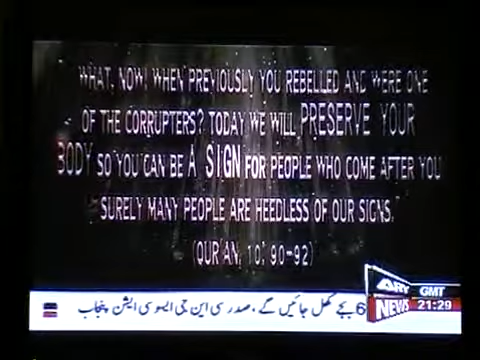 WHAT, NOW! WHEN PREVIOUSLY YOU REBELLED AND WERE ONE
OF THE CORRUPTERS? TODAY WE WILL PRESERVE YOUR
BODY SO YOU CAN BE A SIGN FOR PEOPLE WHO COME AFTER YOU
SURELY MANY PEOPLE ARE HEEDLESS OF OUR SIGNS."
(QUR'AN, 10: 90-92)
ARY GMT
NEWS 21:29
6 بجے کھل جائیں گے ، صدر سی این جی ایسوسی ایشن پنجاب